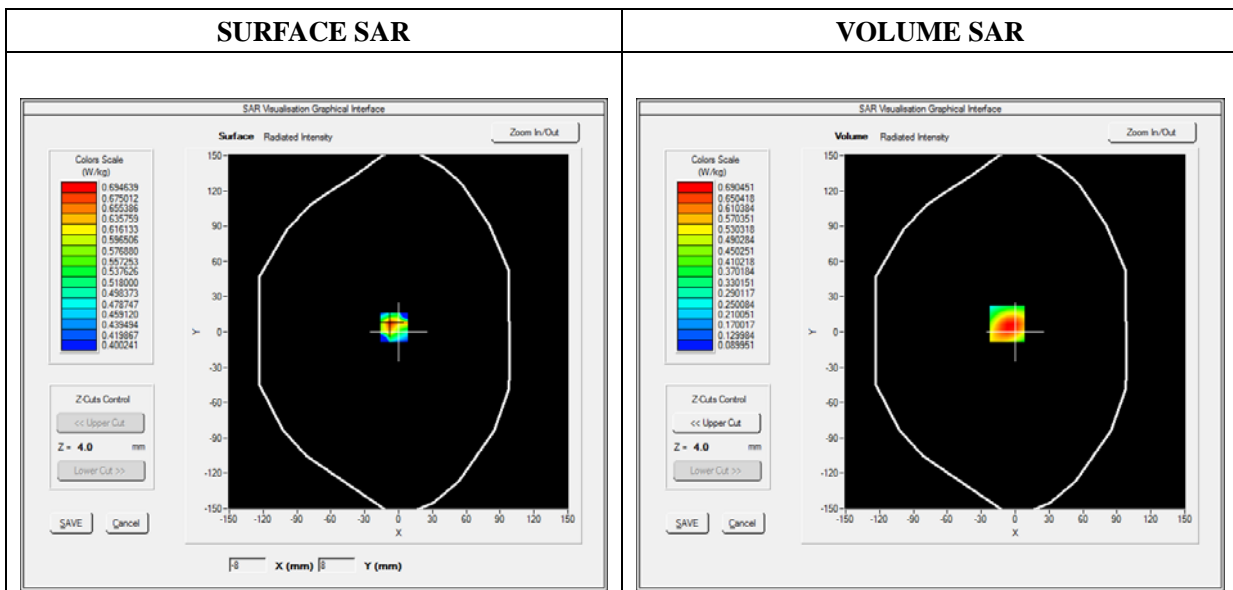 SURFACE SAR
VOLUME SAR
SAR Visualisation Graphical Interface
Surface Radiated Intensity
Zoom In/Out
Colors Scale
(W/kg)
0.694639
0.675012
0.655386
0.635759
0.616133
0.596506
0.576880
0.557253
0.537626
0.518000
0.498373
0.478747
0.459120
0.439494
0.419867
0.400241
Z-Cuts Control
<< Upper Cut
Z = 4.0 mm
Lower Cut >>
SAVE Cancel
150
120
90
60
30
0
-30
-60
-90
-120
-150
Y
-150 -120 -90 -60 -30 0 30 60 90 120 150
X
-8 X (mm) 8 Y (mm)
SAR Visualisation Graphical Interface
Volume Radiated Intensity
Zoom In/Out
Colors Scale
(W/kg)
0.690451
0.650418
0.610384
0.570351
0.530318
0.490284
0.450251
0.410218
0.370184
0.330151
0.290117
0.250084
0.210051
0.170017
0.129984
0.089951
Z-Cuts Control
<< Upper Cut
Z = 4.0 mm
Lower Cut >>
SAVE Cancel
150
120
90
60
30
0
-30
-60
-90
-120
-150
Y
-150 -120 -90 -60 -30 0 30 60 90 120 150
X